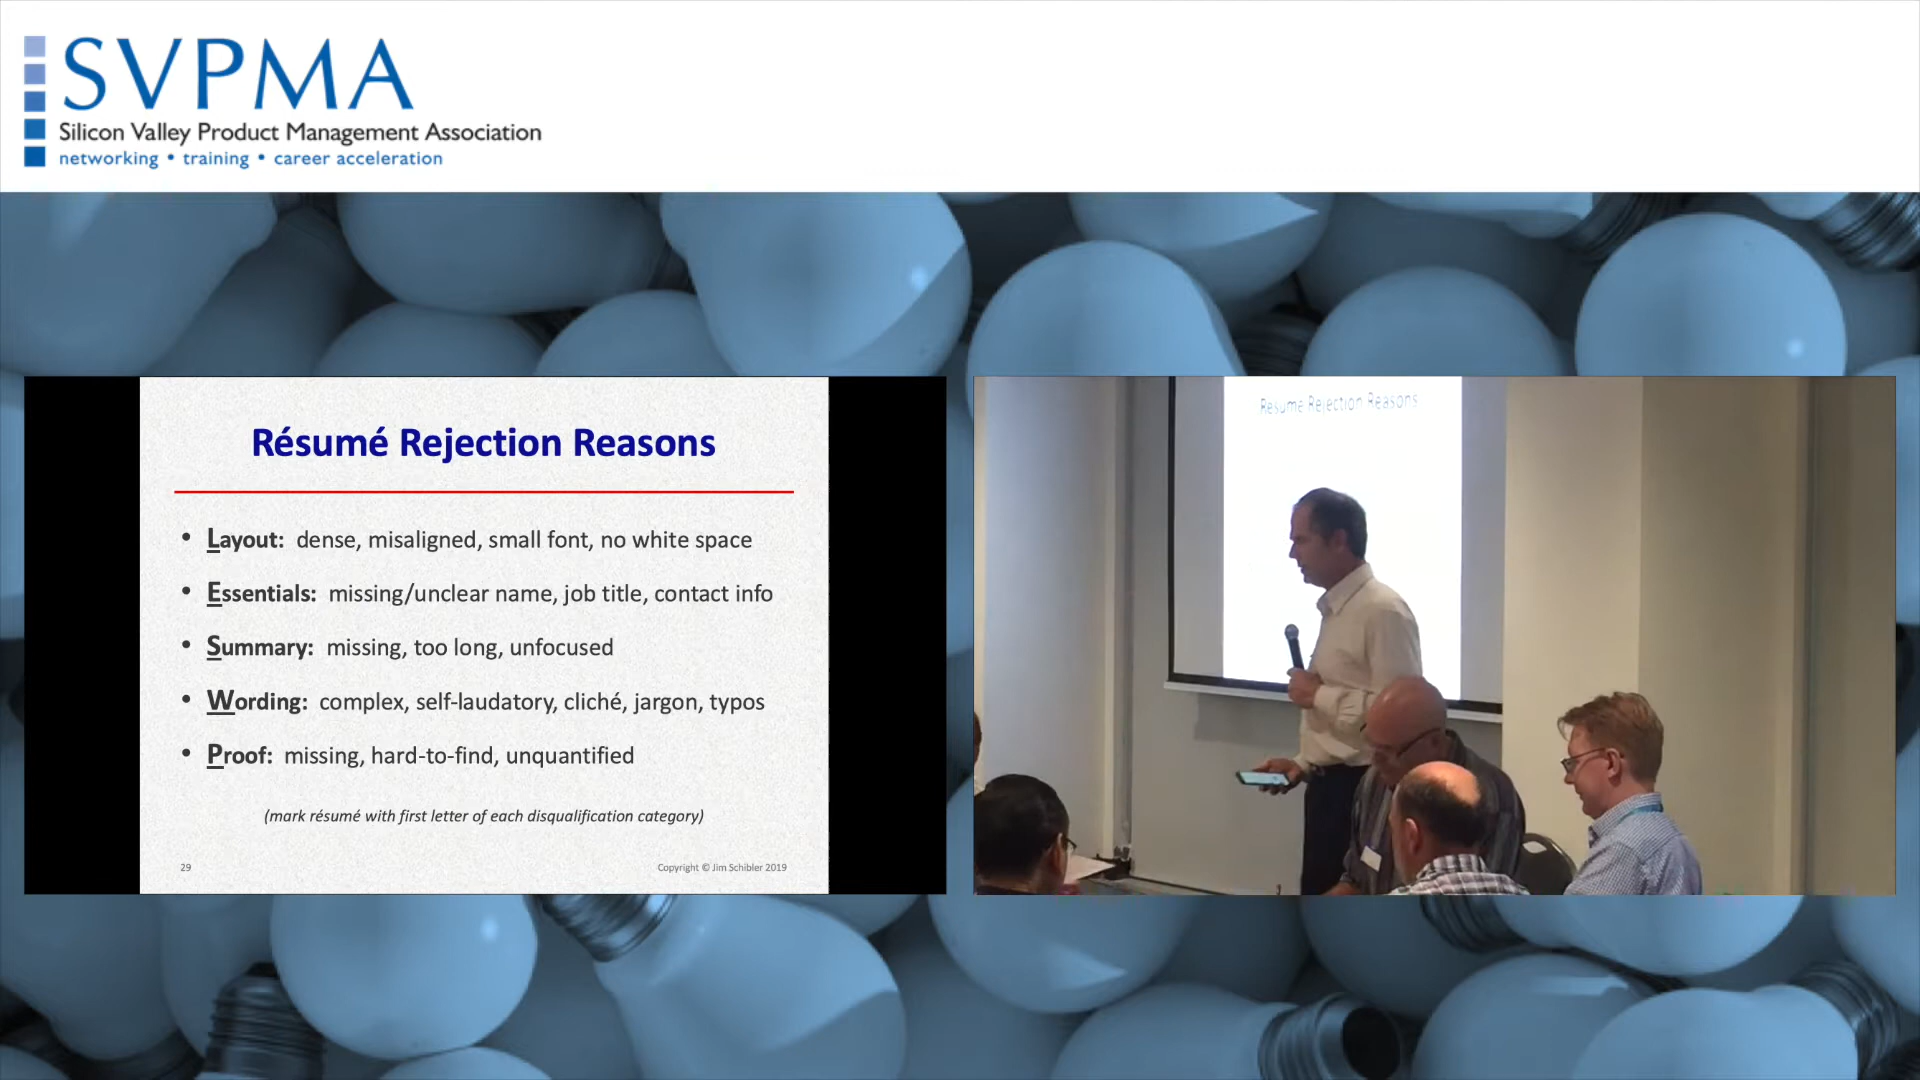 SVPMA
Silicon Valley Product Management Association
networking • training • career acceleration
Résumé Rejection Reasons
• Layout: dense, misaligned, small font, no white space
• Essentials: missing/unclear name, job title, contact info
• Summary: missing, too long, unfocused
• Wording: complex, self-laudatory, cliché, jargon, typos
• Proof: missing, hard-to-find, unquantified
(mark résumé with first letter of each disqualification category)
29
Copyright © Jim Schibler 2019
Résumé Rejection Reasons